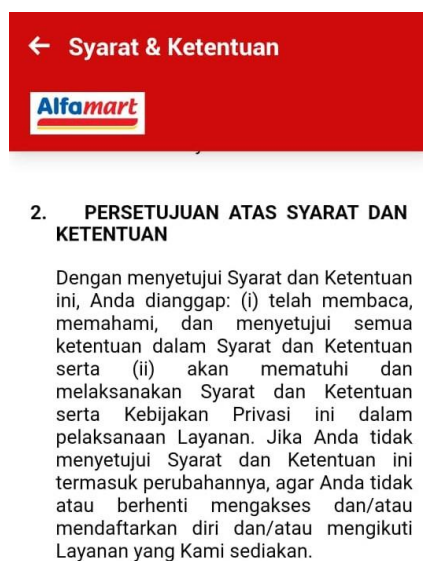 ← Syarat & Ketentuan
Alfamart
2. PERSETUJUAN ATAS SYARAT DAN
KETENTUAN
Dengan menyetujui Syarat dan Ketentuan
ini, Anda dianggap: (i) telah membaca,
memahami, dan menyetujui semua
ketentuan dalam Syarat dan Ketentuan
serta (ii) akan mematuhi dan
melaksanakan Syarat dan Ketentuan
serta Kebijakan Privasi ini dalam
pelaksanaan Layanan. Jika Anda tidak
menyetujui Syarat dan Ketentuan ini
termasuk perubahannya, agar Anda tidak
atau berhenti mengakses dan/atau
mendaftarkan diri dan/atau mengikuti
Layanan yang Kami sediakan.